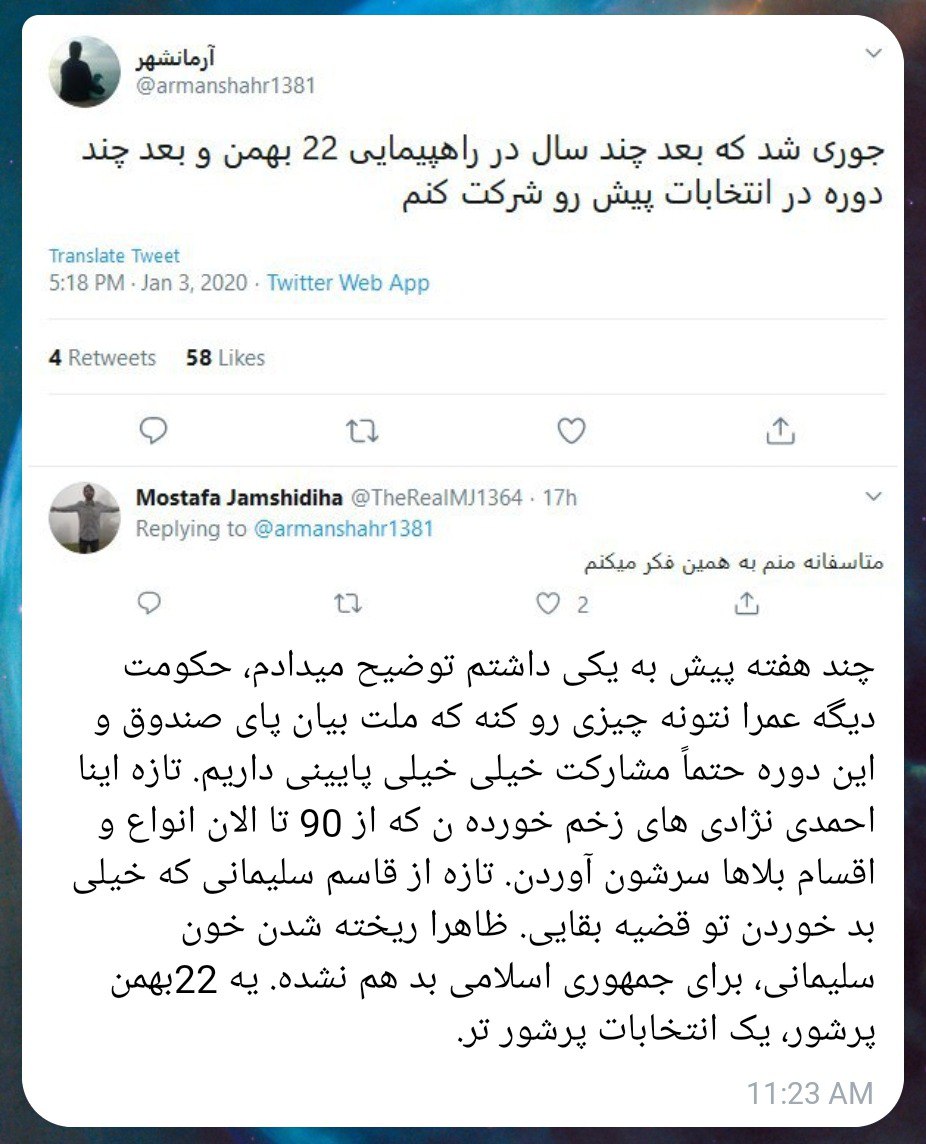 آرمانشهر
@armanshahr1381
جوری شد که بعد چند سال در راهپیمایی 22 بهمن و بعد چند
دوره در انتخابات پیش رو شرکت کنم
Translate Tweet
5:18 PM · Jan 3, 2020 · Twitter Web App
4 Retweets 58 Likes
Mostafa Jamshidiha @TheRealMJ1364 · 17h
Replying to @armanshahr1381
متاسفانه منم به همین فکر میکنم
2
چند هفته پیش به یکی داشتم توضیح میدادم، حکومت
دیگه عمرا نتونه چیزی رو کنه که ملت بیان پای صندوق و
این دوره حتماً مشارکت خیلی خیلی پایینی داریم. تازه اینا
احمدی نژادی های زخم خورده ن که از 90 تا الان انواع و
اقسام بلاها سرشون آوردن. تازه از قاسم سلیمانی که خیلی
بد خوردن تو قضیه بقایی. ظاهرا ریخته شدن خون
سلیمانی، برای جمهوری اسلامی بد هم نشده. یه 22بهمن
پرشور، یک انتخابات پرشور تر.
11:23 AM